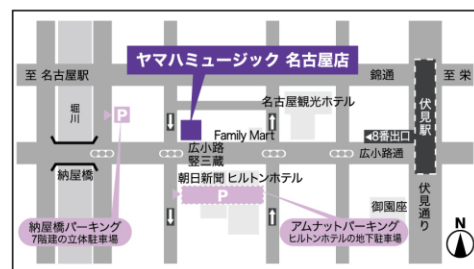 ヤマハミュージック 名古屋店
至 名古屋駅
錦通
至 栄
堀川
P
名古屋観光ホテル
伏見駅
Family Mart
◀8番出口
広小路
竪三蔵
広小路通
納屋橋
朝日新聞 ヒルトンホテル
P
伏見通り
御園座
納屋橋パーキング
7階建の立体駐車場
アムナットパーキング
ヒルトンホテルの地下駐車場
N